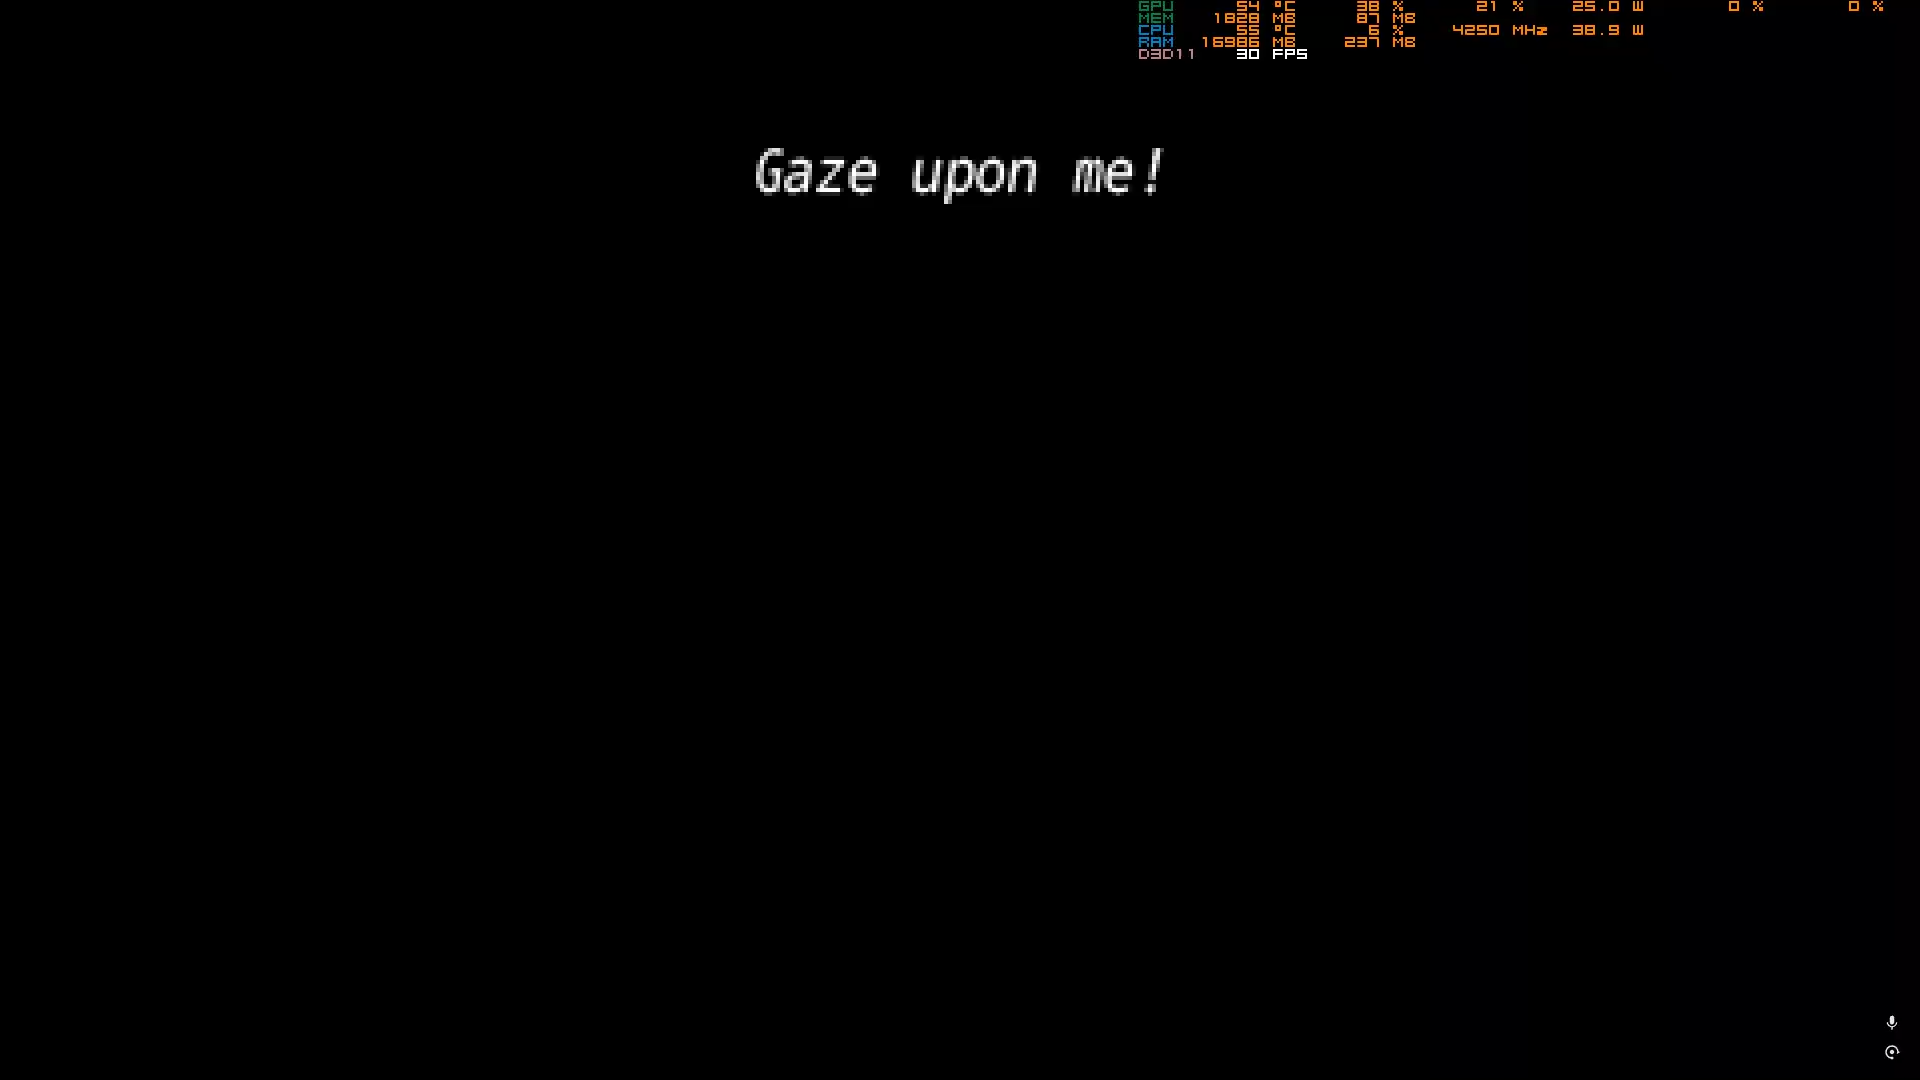 GPU 54 °C 38 % 21 % 25.0 W 0 % 0 %
MEM 1828 MB 87 MB
CPU 55 °C 6 % 4250 MHz 38.9 W
RAM 16986 MB 237 MB
D3D11 30 FPS
Gaze upon me!